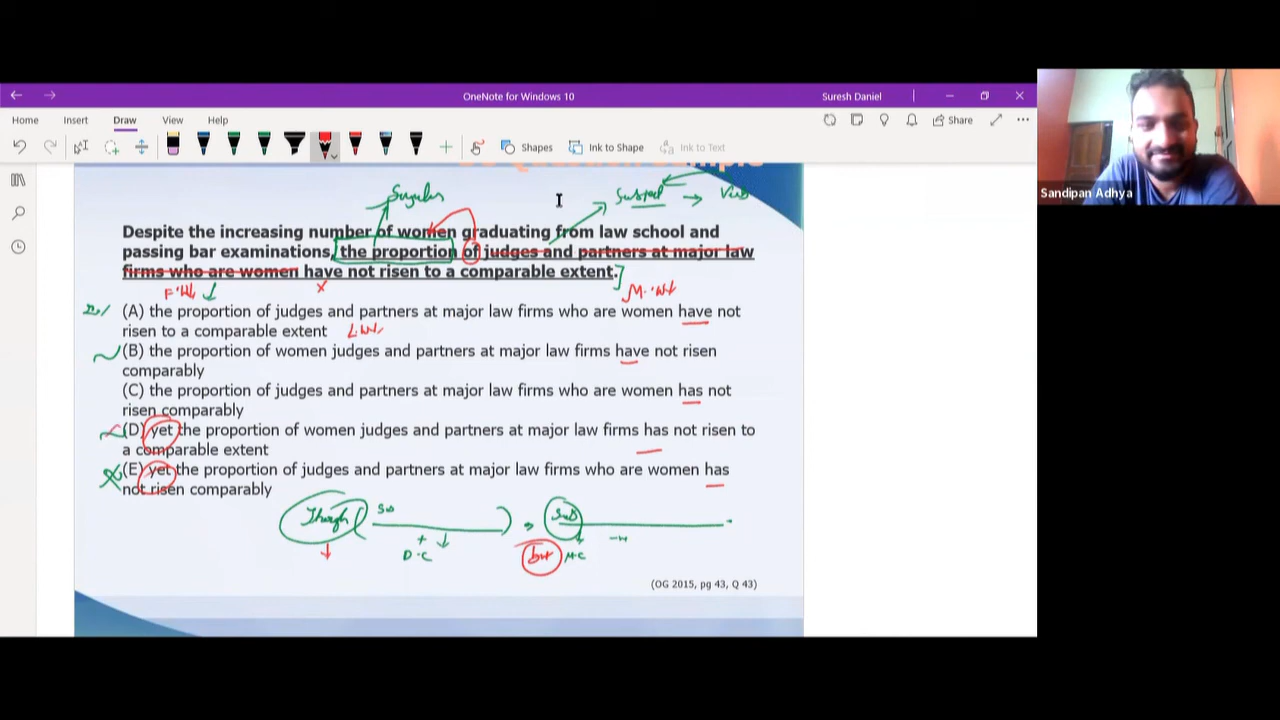 OneNote for Windows 10
Suresh Daniel
Home Insert Draw View Help
Share
Shapes Ink to Shape Ink to Text
Sandipan Adhya
Singular
Subject → Verb
Despite the increasing number of women graduating from law school and
passing bar examinations, the proportion of judges and partners at major law
firms who are women have not risen to a comparable extent.
(A) the proportion of judges and partners at major law firms who are women have not
risen to a comparable extent
(B) the proportion of women judges and partners at major law firms have not risen
comparably
(C) the proportion of judges and partners at major law firms who are women has not
risen comparably
(D) yet the proportion of women judges and partners at major law firms has not risen to
a comparable extent
(E) yet the proportion of judges and partners at major law firms who are women has
not risen comparably
Though
Sub
+
D.C
but
(OG 2015, pg 43, Q 43)